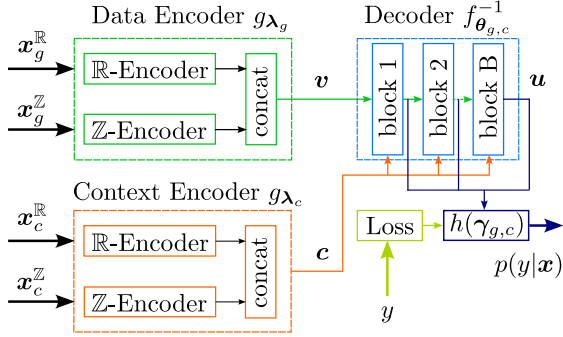 Data Encoder g_{λ_g}
Decoder f^{-1}_{θ_{g,c}}
x_g^ℝ
ℝ-Encoder
x_g^ℤ
ℤ-Encoder
concat
v
block 1
block 2
block B
u
Context Encoder g_{λ_c}
x_c^ℝ
ℝ-Encoder
x_c^ℤ
ℤ-Encoder
concat
c
Loss
h(γ_{g,c})
p(y|x)
y